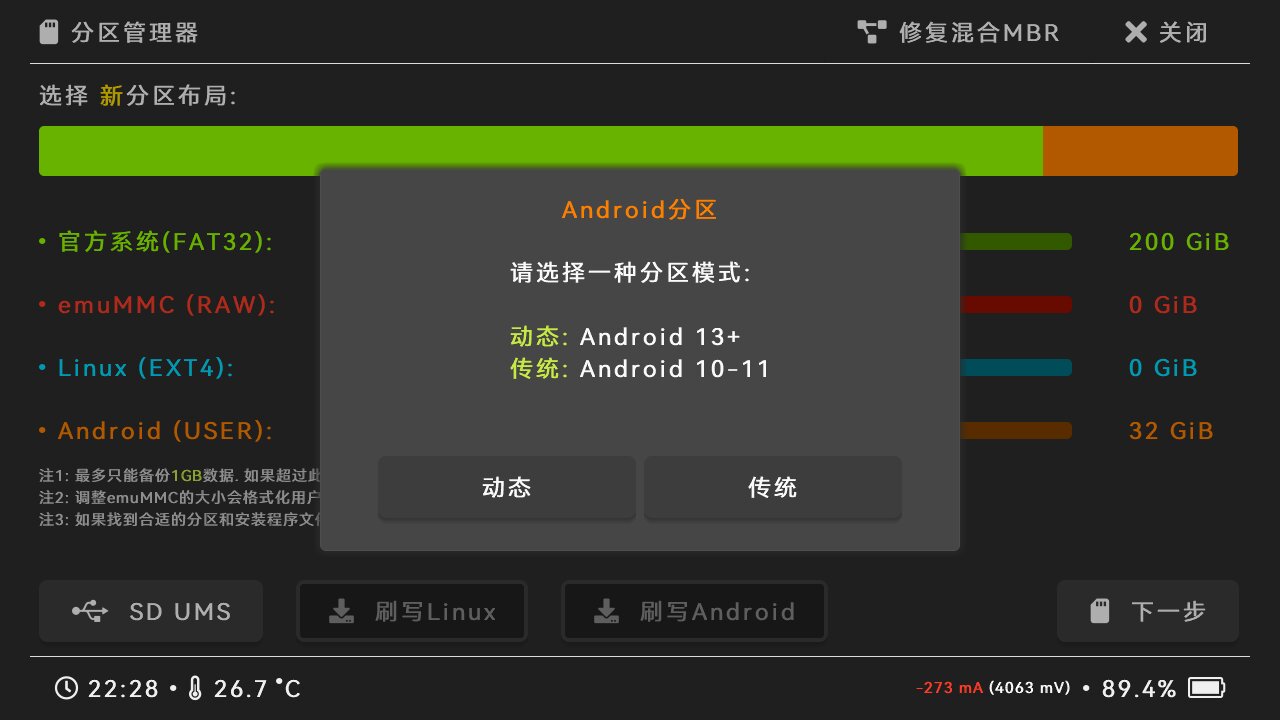 分区管理器
修复混合MBR
关闭
选择 新分区布局:
Android分区
请选择一种分区模式:
动态: Android 13+
传统: Android 10-11
动态
传统
• 官方系统(FAT32):
200 GiB
• emuMMC (RAW):
0 GiB
• Linux (EXT4):
0 GiB
• Android (USER):
32 GiB
注1: 最多只能备份1GB数据. 如果超过此
注2: 调整emuMMC的大小会格式化用户
注3: 如果找到合适的分区和安装程序文
SD UMS
刷写Linux
刷写Android
下一步
22:28 • 26.7 °C
-273 mA (4063 mV) • 89.4%